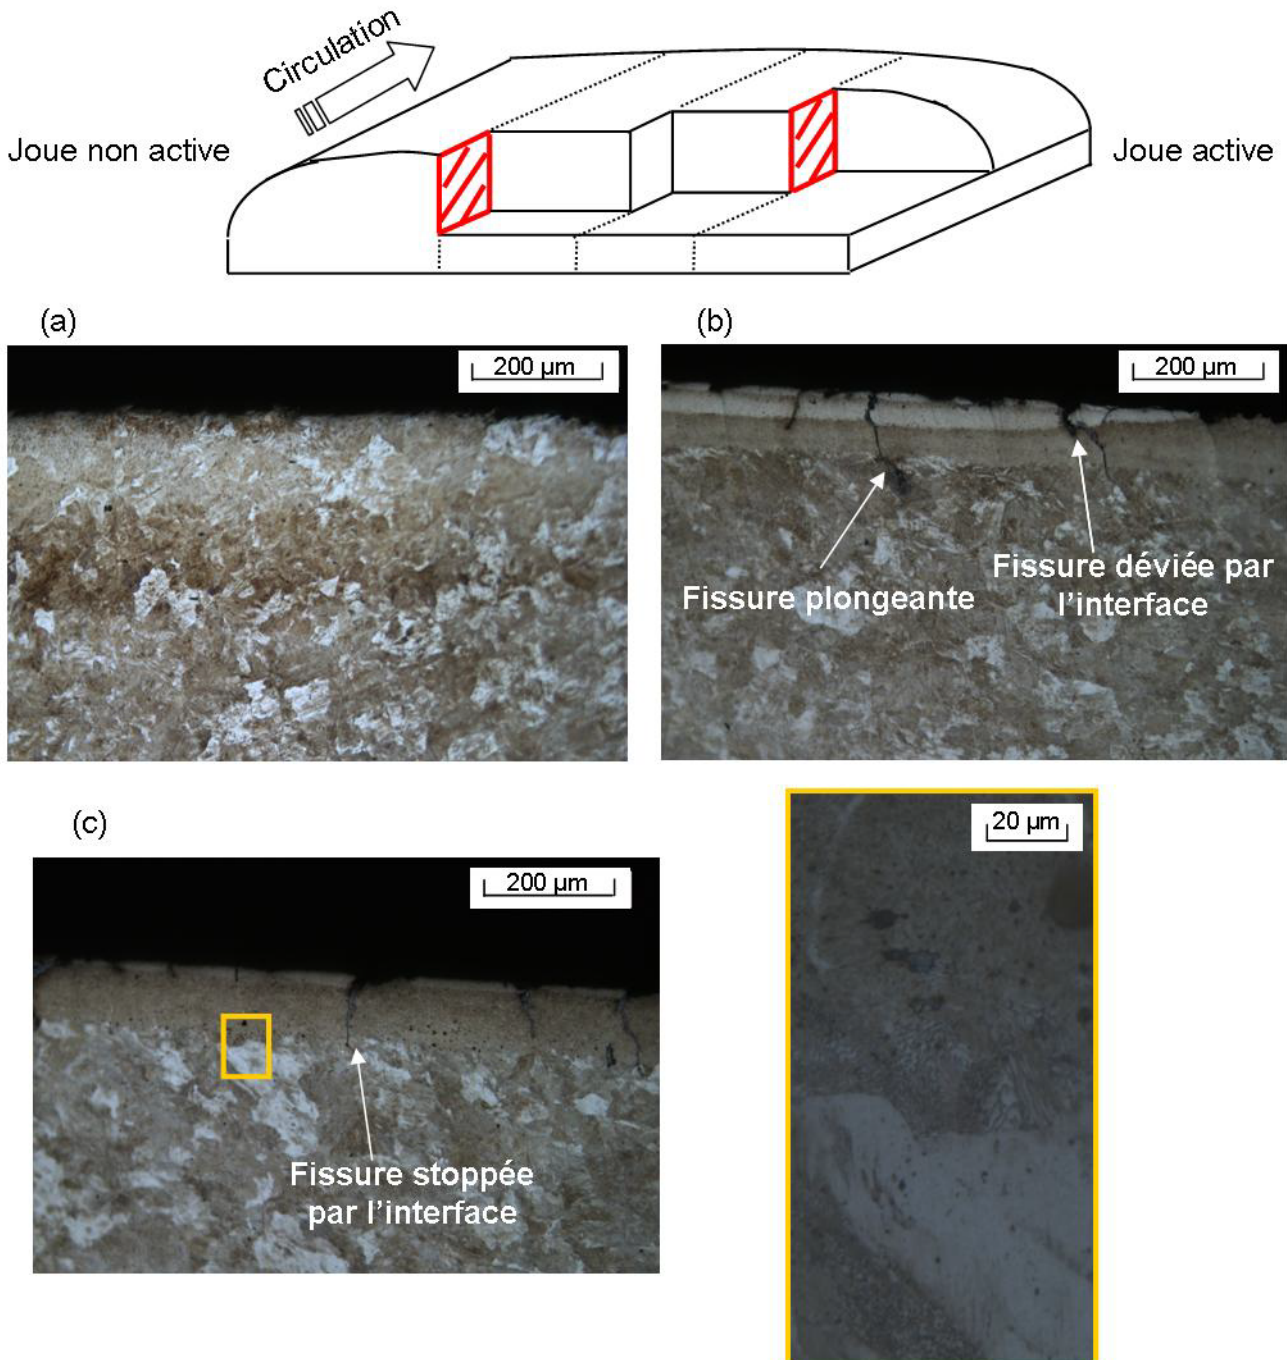 Circulation
Joue non active
Joue active
(a)
(b)
200 µm
200 µm
Fissure plongeante
Fissure déviée par
l'interface
(c)
200 µm
20 µm
Fissure stoppée
par l'interface